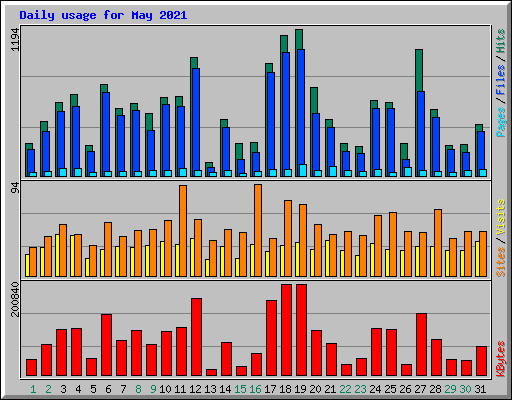 Daily usage for May 2021
1194
Pages / Files / Hits
94
Sites / Visits
200840
KBytes
1 2 3 4 5 6 7 8 9 10 11 12 13 14 15 16 17 18 19 20 21 22 23 24 25 26 27 28 29 30 31